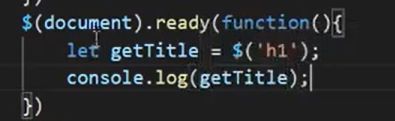 $(document).ready(function(){
    let getTitle = $('h1');
    console.log(getTitle);
})